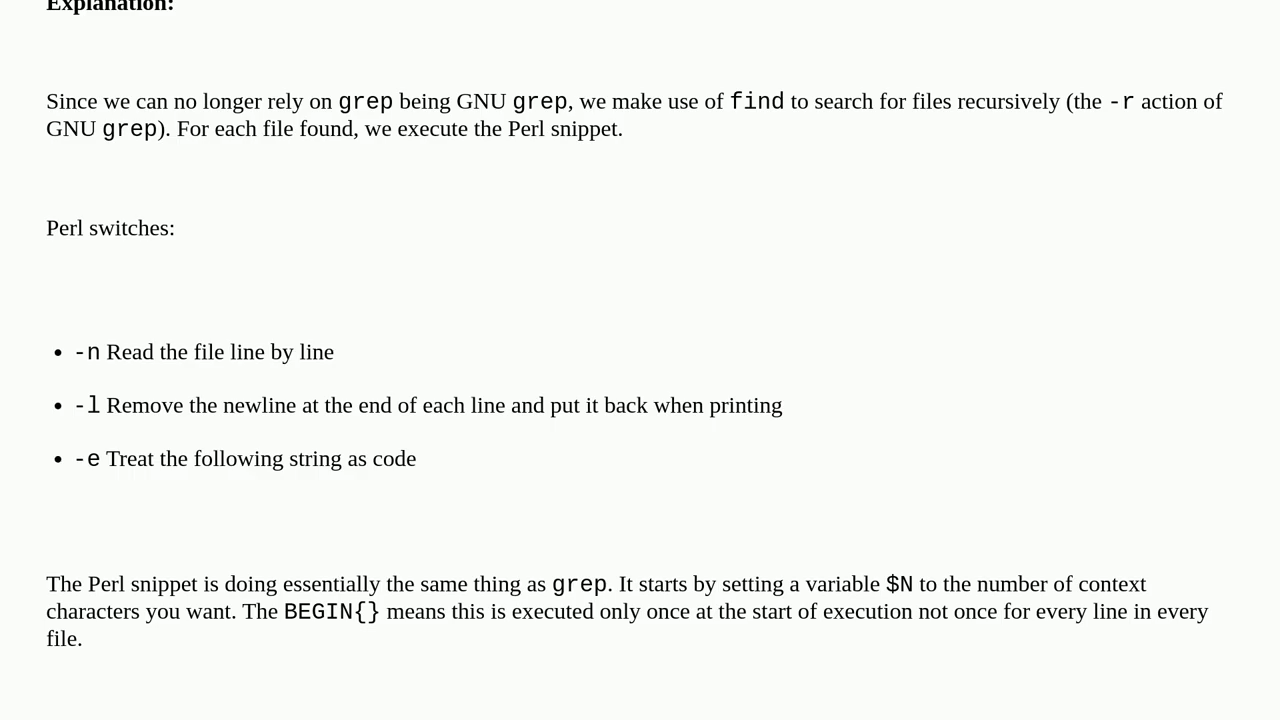 Explanation:
Since we can no longer rely on grep being GNU grep, we make use of find to search for files recursively (the -r action of
GNU grep). For each file found, we execute the Perl snippet.
Perl switches:
• -n Read the file line by line
• -l Remove the newline at the end of each line and put it back when printing
• -e Treat the following string as code
The Perl snippet is doing essentially the same thing as grep. It starts by setting a variable $N to the number of context
characters you want. The BEGIN{} means this is executed only once at the start of execution not once for every line in every
file.